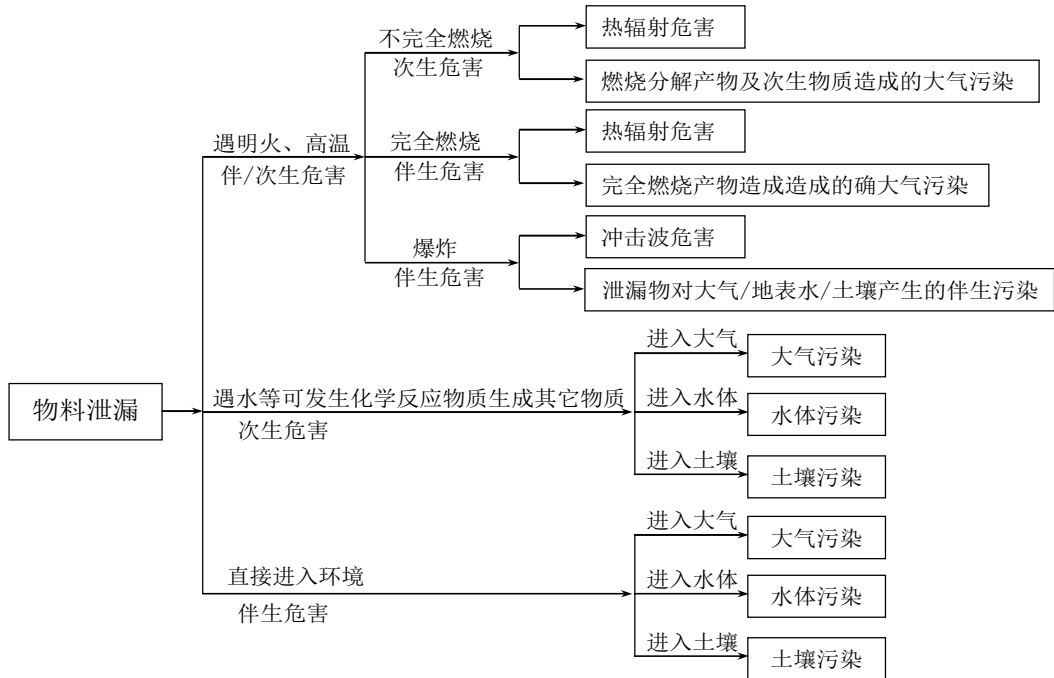 不完全燃烧
次生危害
热辐射危害
燃烧分解产物及次生物质造成的大气污染
遇明火、高温
伴/次生危害
完全燃烧
伴生危害
热辐射危害
完全燃烧产物造成造成的确大气污染
爆炸
伴生危害
冲击波危害
泄漏物对大气/地表水/土壤产生的伴生污染
物料泄漏
遇水等可发生化学反应物质生成其它物质
次生危害
进入大气
大气污染
进入水体
水体污染
进入土壤
土壤污染
直接进入环境
伴生危害
进入大气
大气污染
进入水体
水体污染
进入土壤
土壤污染